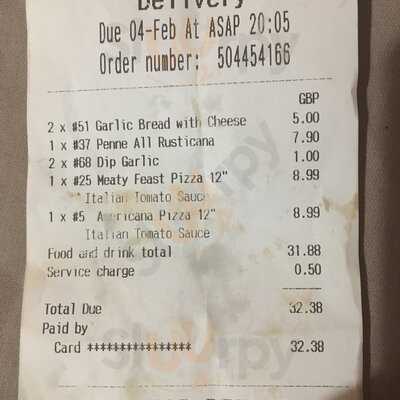 Delivery
Due 04-Feb At ASAP 20:05
Order number: 504454166
GBP
2 x #51 Garlic Bread with Cheese 5.00
1 x #37 Penne All Rusticana 7.90
2 x #68 Dip Garlic 1.00
1 x #25 Meaty Feast Pizza 12" 8.99
* Italian Tomato Sauce
1 x #5 Americana Pizza 12" 8.99
Italian Tomato Sauce
Food and drink total 31.88
Service charge 0.50
Total Due 32.38
Paid by
Card **************** 32.38